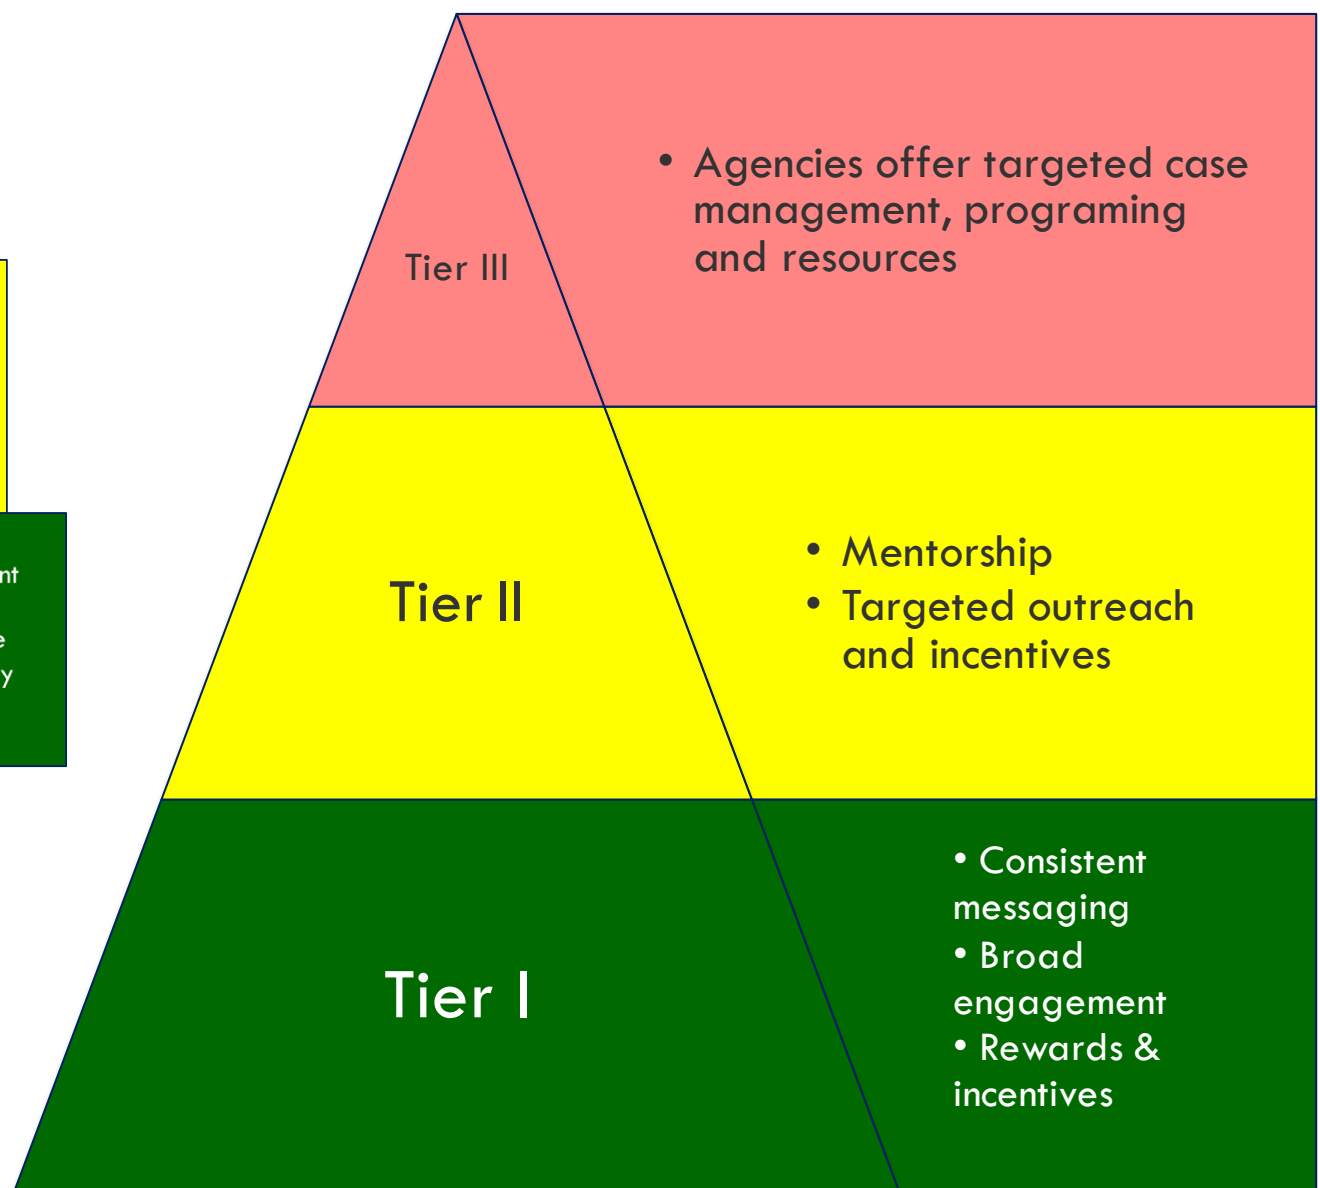 • Agencies offer targeted case
management, programing
and resources
Tier III
• Mentorship
• Targeted outreach
and incentives
Tier II
• Consistent
messaging
• Broad
engagement
• Rewards &
incentives
Tier I